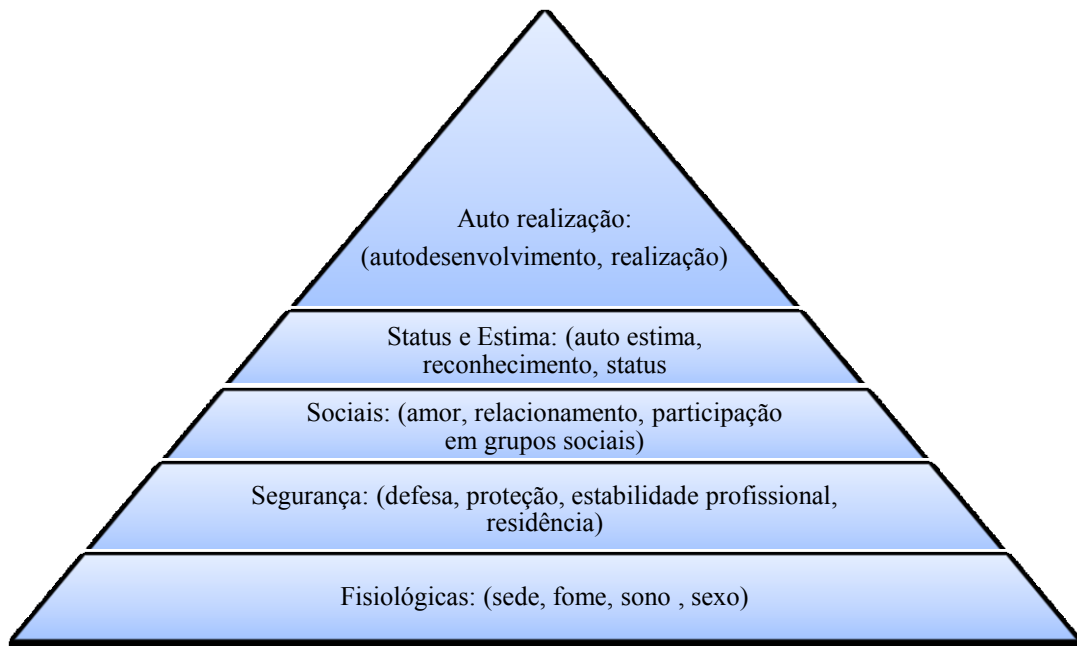 Auto realização:
(autodesenvolvimento, realização)
Status e Estima: (auto estima,
reconhecimento, status
Sociais: (amor, relacionamento, participação
em grupos sociais)
Segurança: (defesa, proteção, estabilidade profissional,
residência)
Fisiológicas: (sede, fome, sono , sexo)